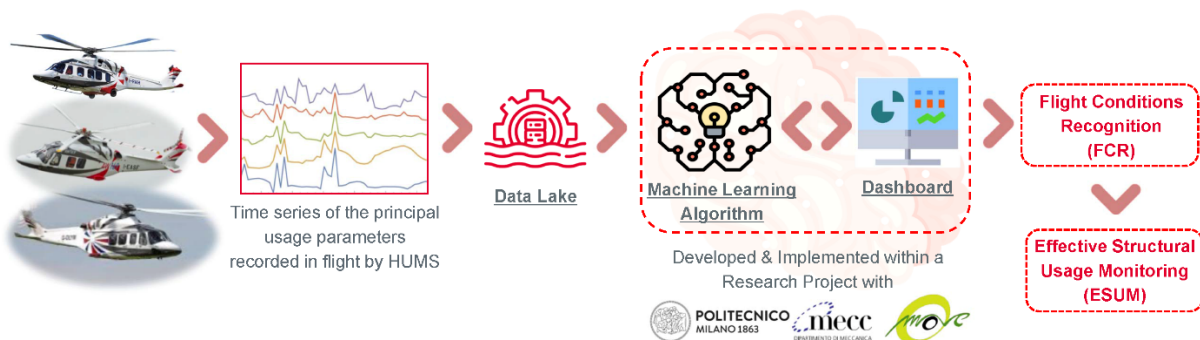 Time series of the principal
usage parameters
recorded in flight by HUMS
Data Lake
Machine Learning
Algorithm
Dashboard
Developed & Implemented within a
Research Project with
POLITECNICO
MILANO 1863
mecc
DIPARTIMENTO DI MECCANICA
move
Flight Conditions
Recognition
(FCR)
Effective Structural
Usage Monitoring
(ESUM)